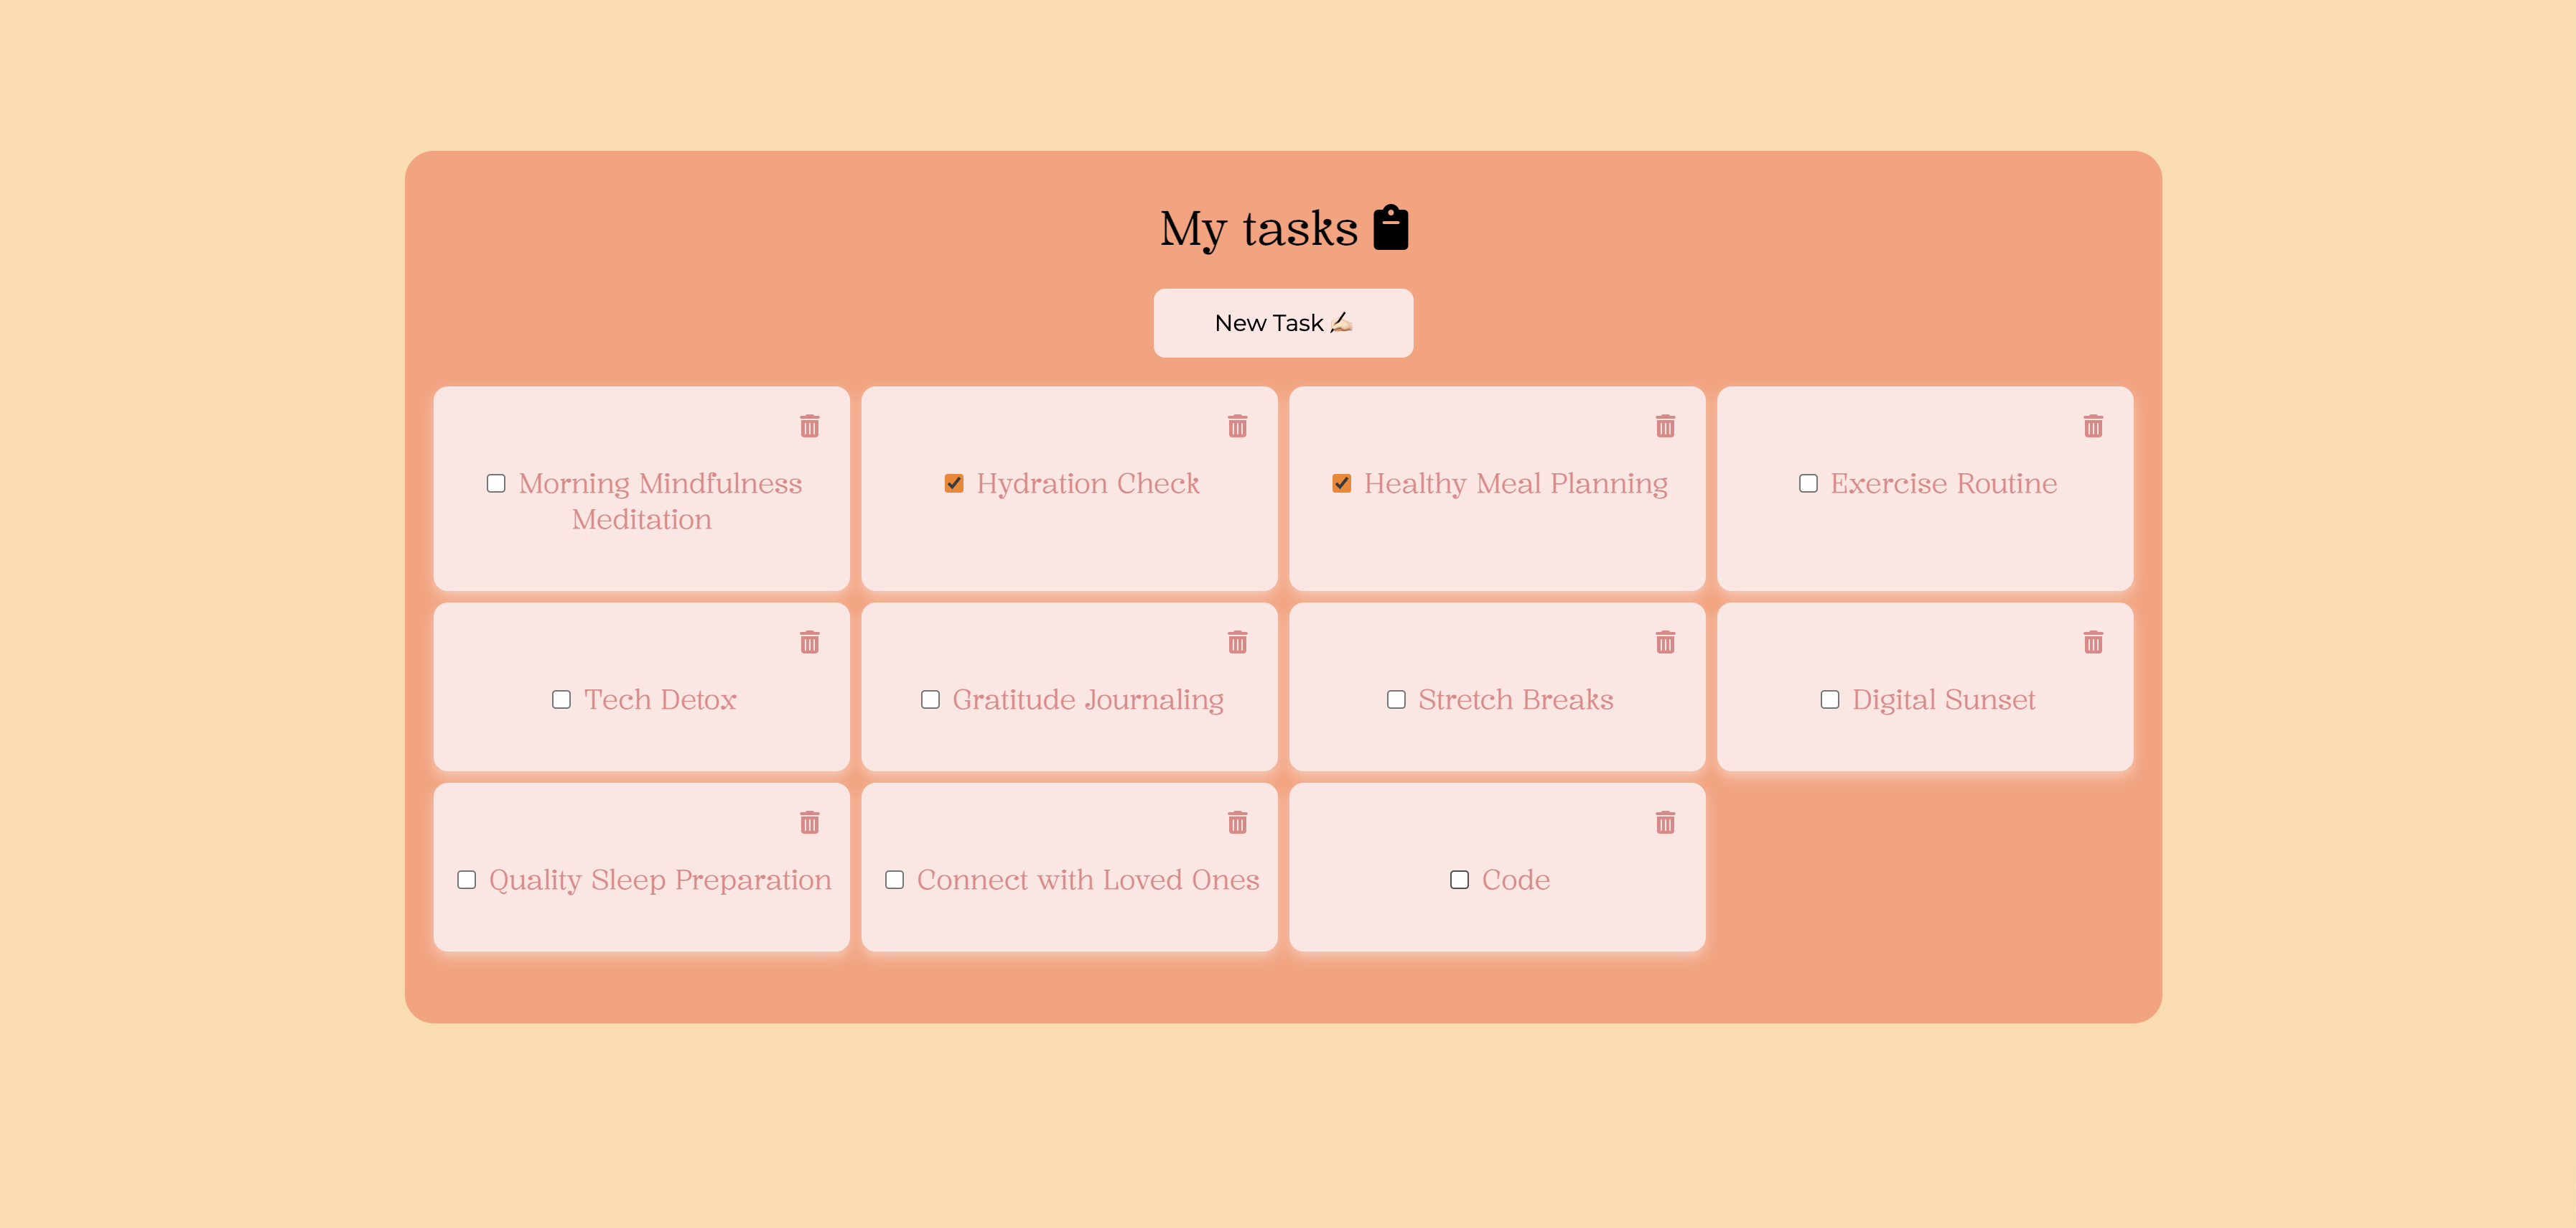 My tasks
New Task ✍🏻
Morning Mindfulness
Meditation
Hydration Check
Healthy Meal Planning
Exercise Routine
Tech Detox
Gratitude Journaling
Stretch Breaks
Digital Sunset
Quality Sleep Preparation
Connect with Loved Ones
Code